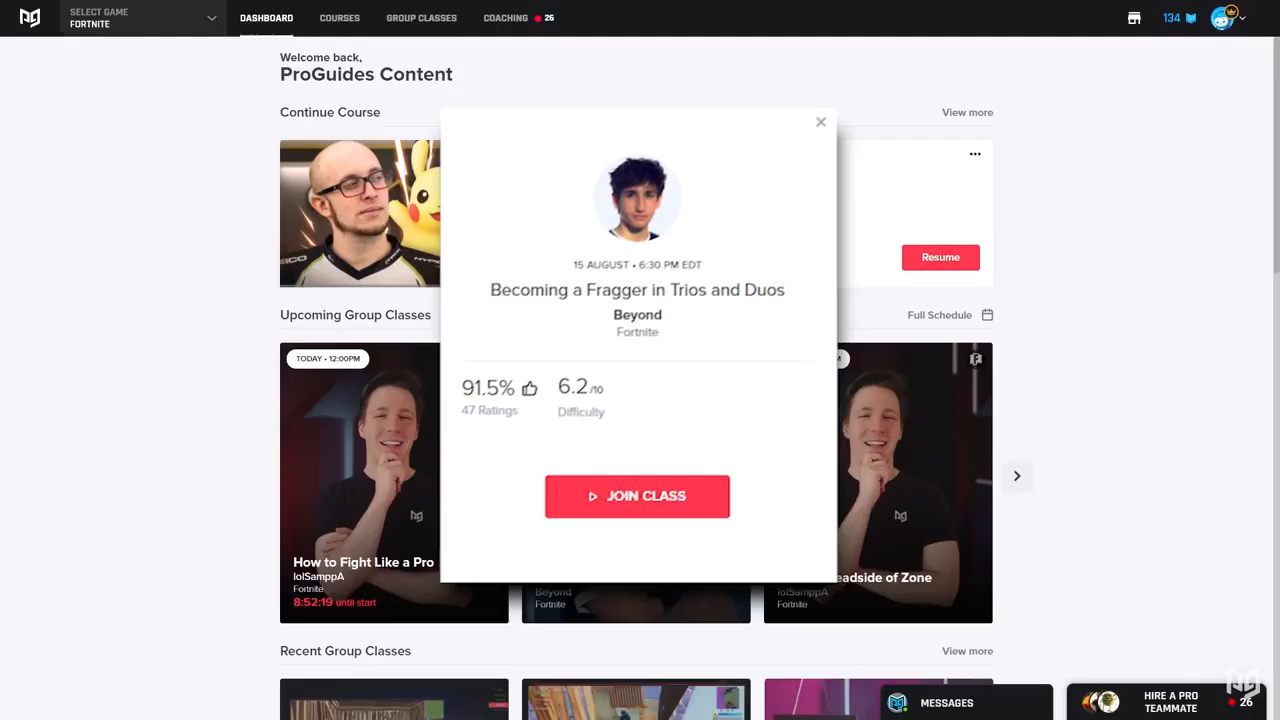 SELECT GAME
FORTNITE
DASHBOARD
COURSES
GROUP CLASSES
COACHING
26
134
Welcome back,
ProGuides Content
Continue Course
View more
Resume
15 AUGUST • 6:30 PM EDT
Becoming a Fragger in Trios and Duos
Beyond
Fortnite
91.5%
47 Ratings
6.2/10
Difficulty
JOIN CLASS
Upcoming Group Classes
Full Schedule
TODAY • 12:00PM
How to Fight Like a Pro
lolSamppA
Fortnite
8:52:19 until start
Beyond
Fortnite
eadside of Zone
lolSamppA
Fortnite
Recent Group Classes
View more
MESSAGES
HIRE A PRO
TEAMMATE
26